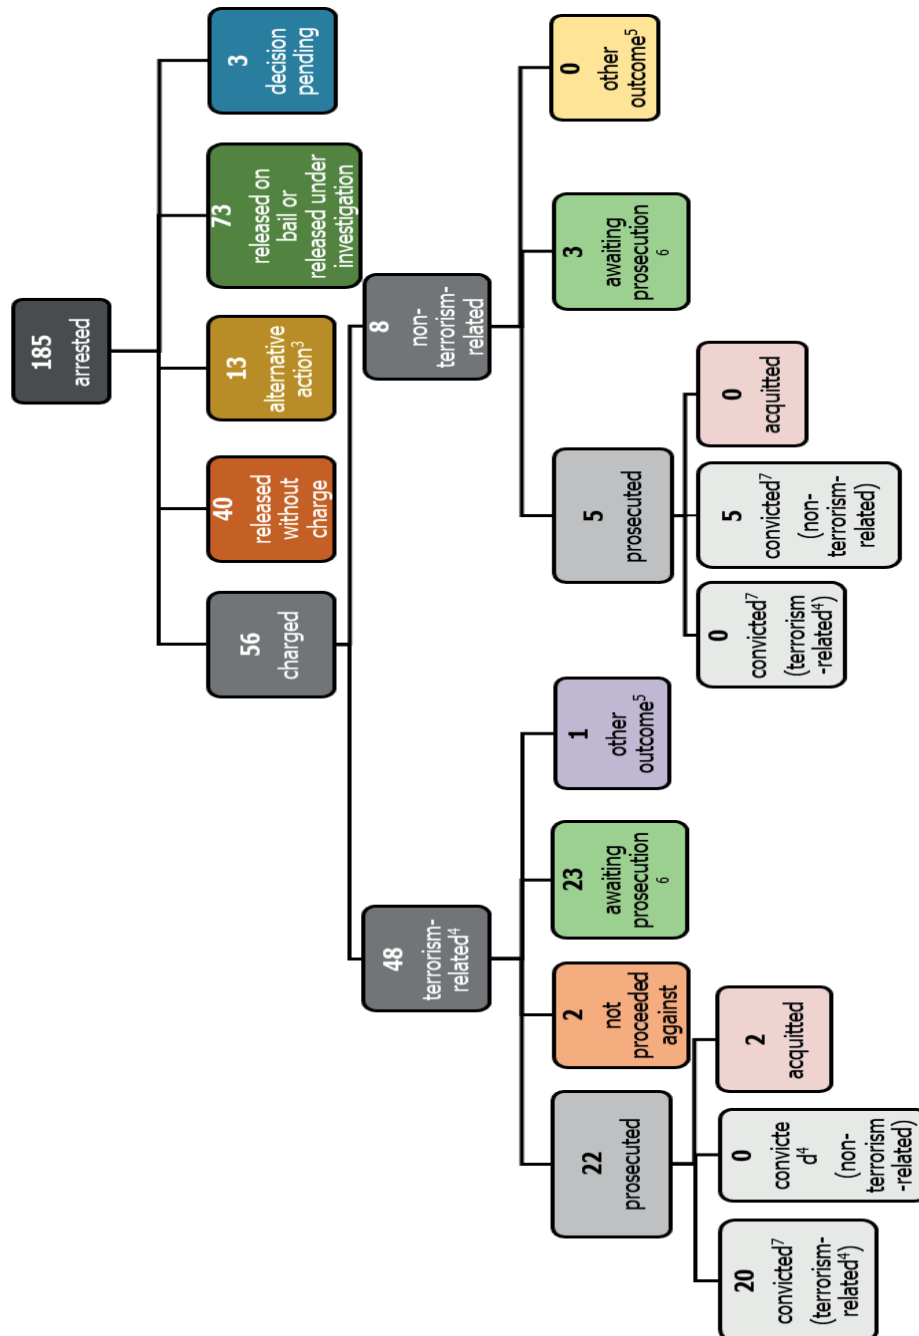 185
arrested
56
charged
40
released
without
charge
13
alternative
action³
73
released on
bail or
released under
investigation
3
decision
pending
48
terrorism-
related⁴
8
non-
terrorism-
related
22
prosecuted
2
not
proceeded
against
23
awaiting
prosecution
6
1
other
outcome⁵
5
prosecuted
3
awaiting
prosecution
6
0
other
outcome⁵
20
convicted⁷
(terrorism-
related⁴)
0
convicte
d⁴
(non-
terrorism
-related)
2
acquitted
0
convicted⁷
(terrorism
-related⁴)
5
convicted⁷
(non-
terrorism-
related)
0
acquitted